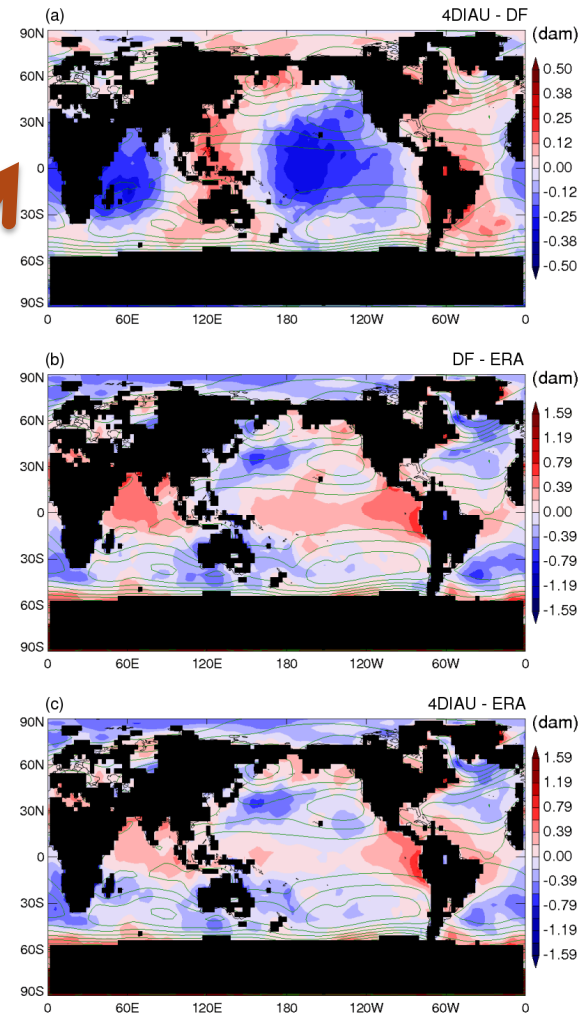 (a) 4DIAU - DF
(dam)
90N
60N
30N
0
30S
60S
90S
0 60E 120E 180 120W 60W 0
0.50
0.38
0.25
0.12
0.00
-0.12
-0.25
-0.38
-0.50
(b) DF - ERA
(dam)
90N
60N
30N
0
30S
60S
90S
0 60E 120E 180 120W 60W 0
1.59
1.19
0.79
0.39
0.00
-0.39
-0.79
-1.19
-1.59
(c) 4DIAU - ERA
(dam)
90N
60N
30N
0
30S
60S
90S
0 60E 120E 180 120W 60W 0
1.59
1.19
0.79
0.39
0.00
-0.39
-0.79
-1.19
-1.59